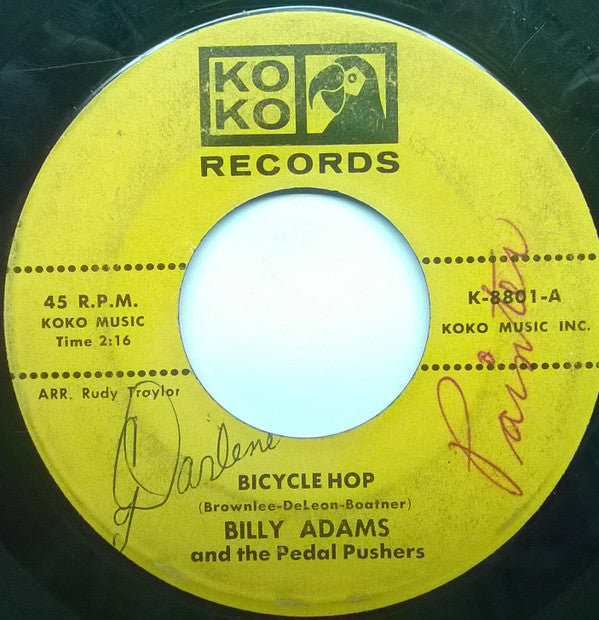 KO
KO
RECORDS
45 R.P.M.
KOKO MUSIC
Time 2:16
K-8801-A
KOKO MUSIC INC.
ARR. Rudy Traylor
Darlene
Painter
BICYCLE HOP
(Brownlee-DeLeon-Boatner)
BILLY ADAMS
and the Pedal Pushers